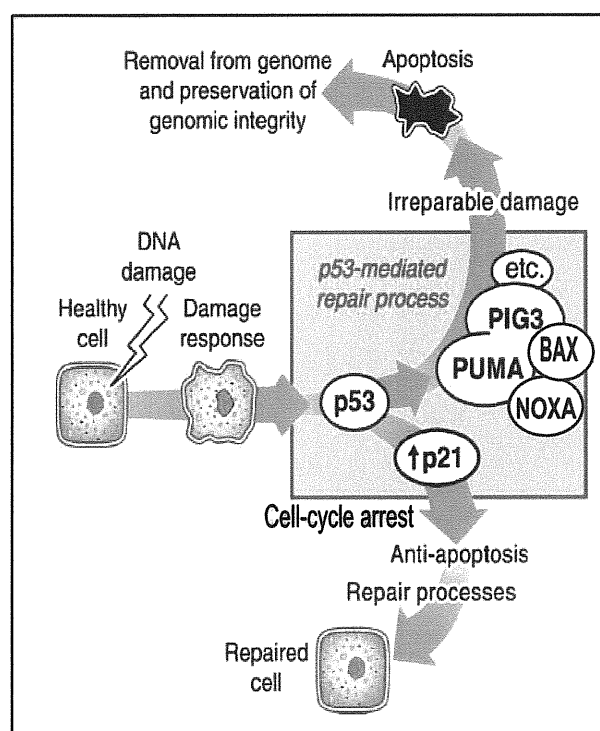 Removal from genome
and preservation of
genomic integrity
Apoptosis
Irreparable damage
DNA
damage
Healthy
cell
Damage
response
p53-mediated
repair process
etc.
PIG3
BAX
PUMA
NOXA
p53
↑p21
Cell-cycle arrest
Anti-apoptosis
Repair processes
Repaired
cell